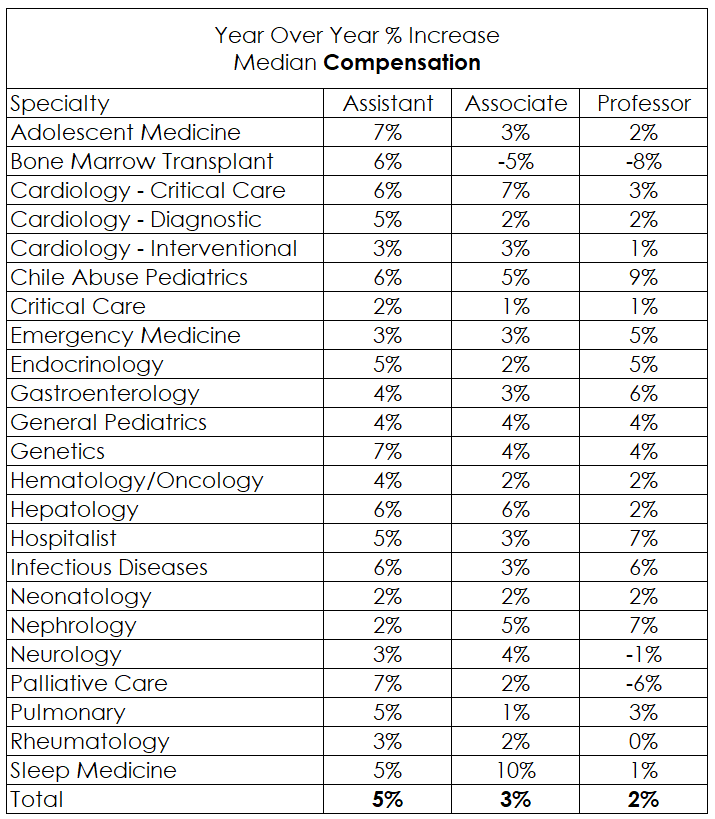 Year Over Year % Increase
Median Compensation
Specialty Assistant Associate Professor
Adolescent Medicine 7% 3% 2%
Bone Marrow Transplant 6% -5% -8%
Cardiology - Critical Care 6% 7% 3%
Cardiology - Diagnostic 5% 2% 2%
Cardiology - Interventional 3% 3% 1%
Chile Abuse Pediatrics 6% 5% 9%
Critical Care 2% 1% 1%
Emergency Medicine 3% 3% 5%
Endocrinology 5% 2% 5%
Gastroenterology 4% 3% 6%
General Pediatrics 4% 4% 4%
Genetics 7% 4% 4%
Hematology/Oncology 4% 2% 2%
Hepatology 6% 6% 2%
Hospitalist 5% 3% 7%
Infectious Diseases 6% 3% 6%
Neonatology 2% 2% 2%
Nephrology 2% 5% 7%
Neurology 3% 4% -1%
Palliative Care 7% 2% -6%
Pulmonary 5% 1% 3%
Rheumatology 3% 2% 0%
Sleep Medicine 5% 10% 1%
Total 5% 3% 2%